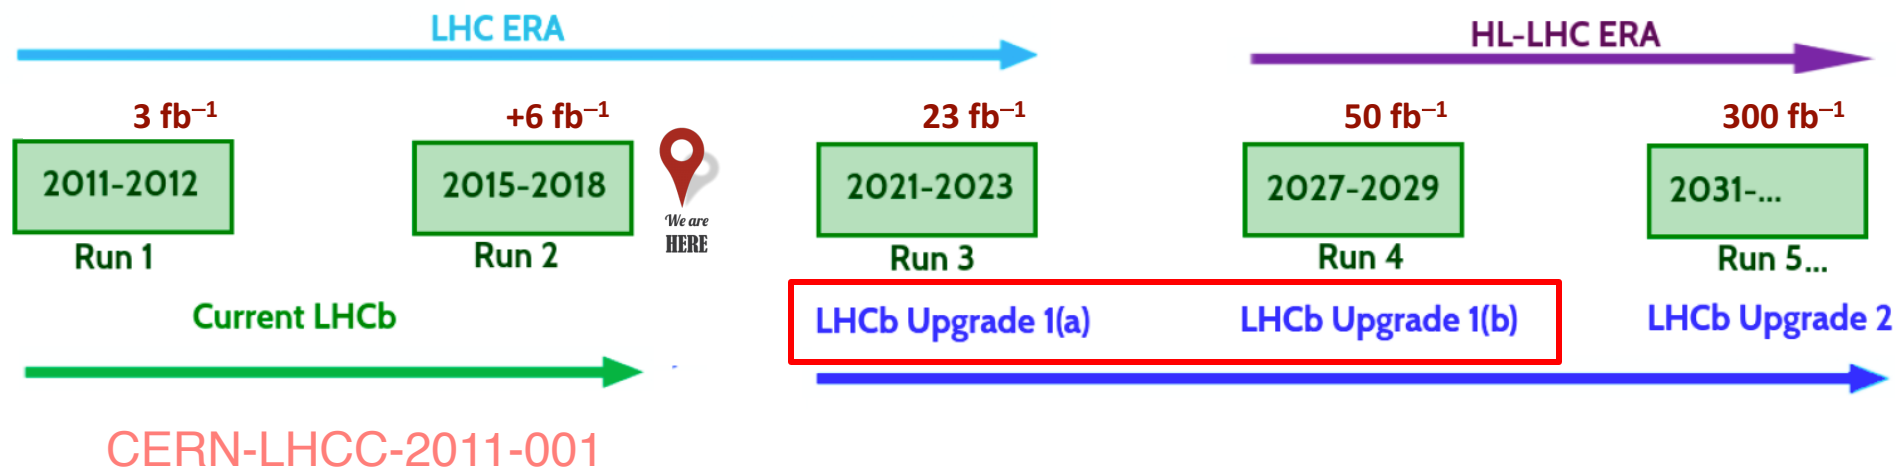 LHC ERA
HL-LHC ERA
3 fb⁻¹
+6 fb⁻¹
23 fb⁻¹
50 fb⁻¹
300 fb⁻¹
2011-2012
2015-2018
2021-2023
2027-2029
2031-...
We are
HERE
Run 1
Run 2
Run 3
Run 4
Run 5...
Current LHCb
LHCb Upgrade 1(a)
LHCb Upgrade 1(b)
LHCb Upgrade 2
CERN-LHCC-2011-001